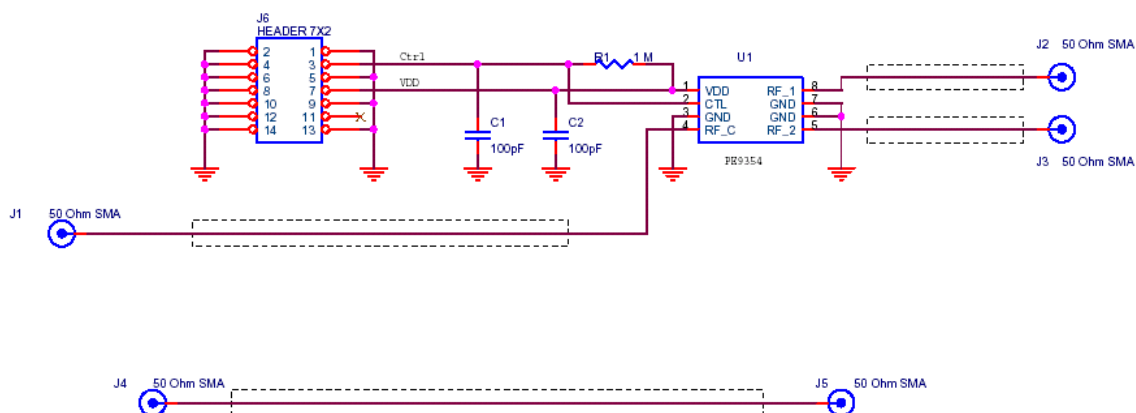 J6
HEADER 7X2
2 1
4 3
6 5
8 7
10 9
12 11
14 13
Ctrl
VDD
R1 1 M
C1
100pF
C2
100pF
U1
1 VDD RF_1 8
2 CTL GND 7
3 GND GND 6
4 RF_C RF_2 5
PE9354
J2 50 Ohm SMA
J3 50 Ohm SMA
J1 50 Ohm SMA
J4 50 Ohm SMA
J5 50 Ohm SMA